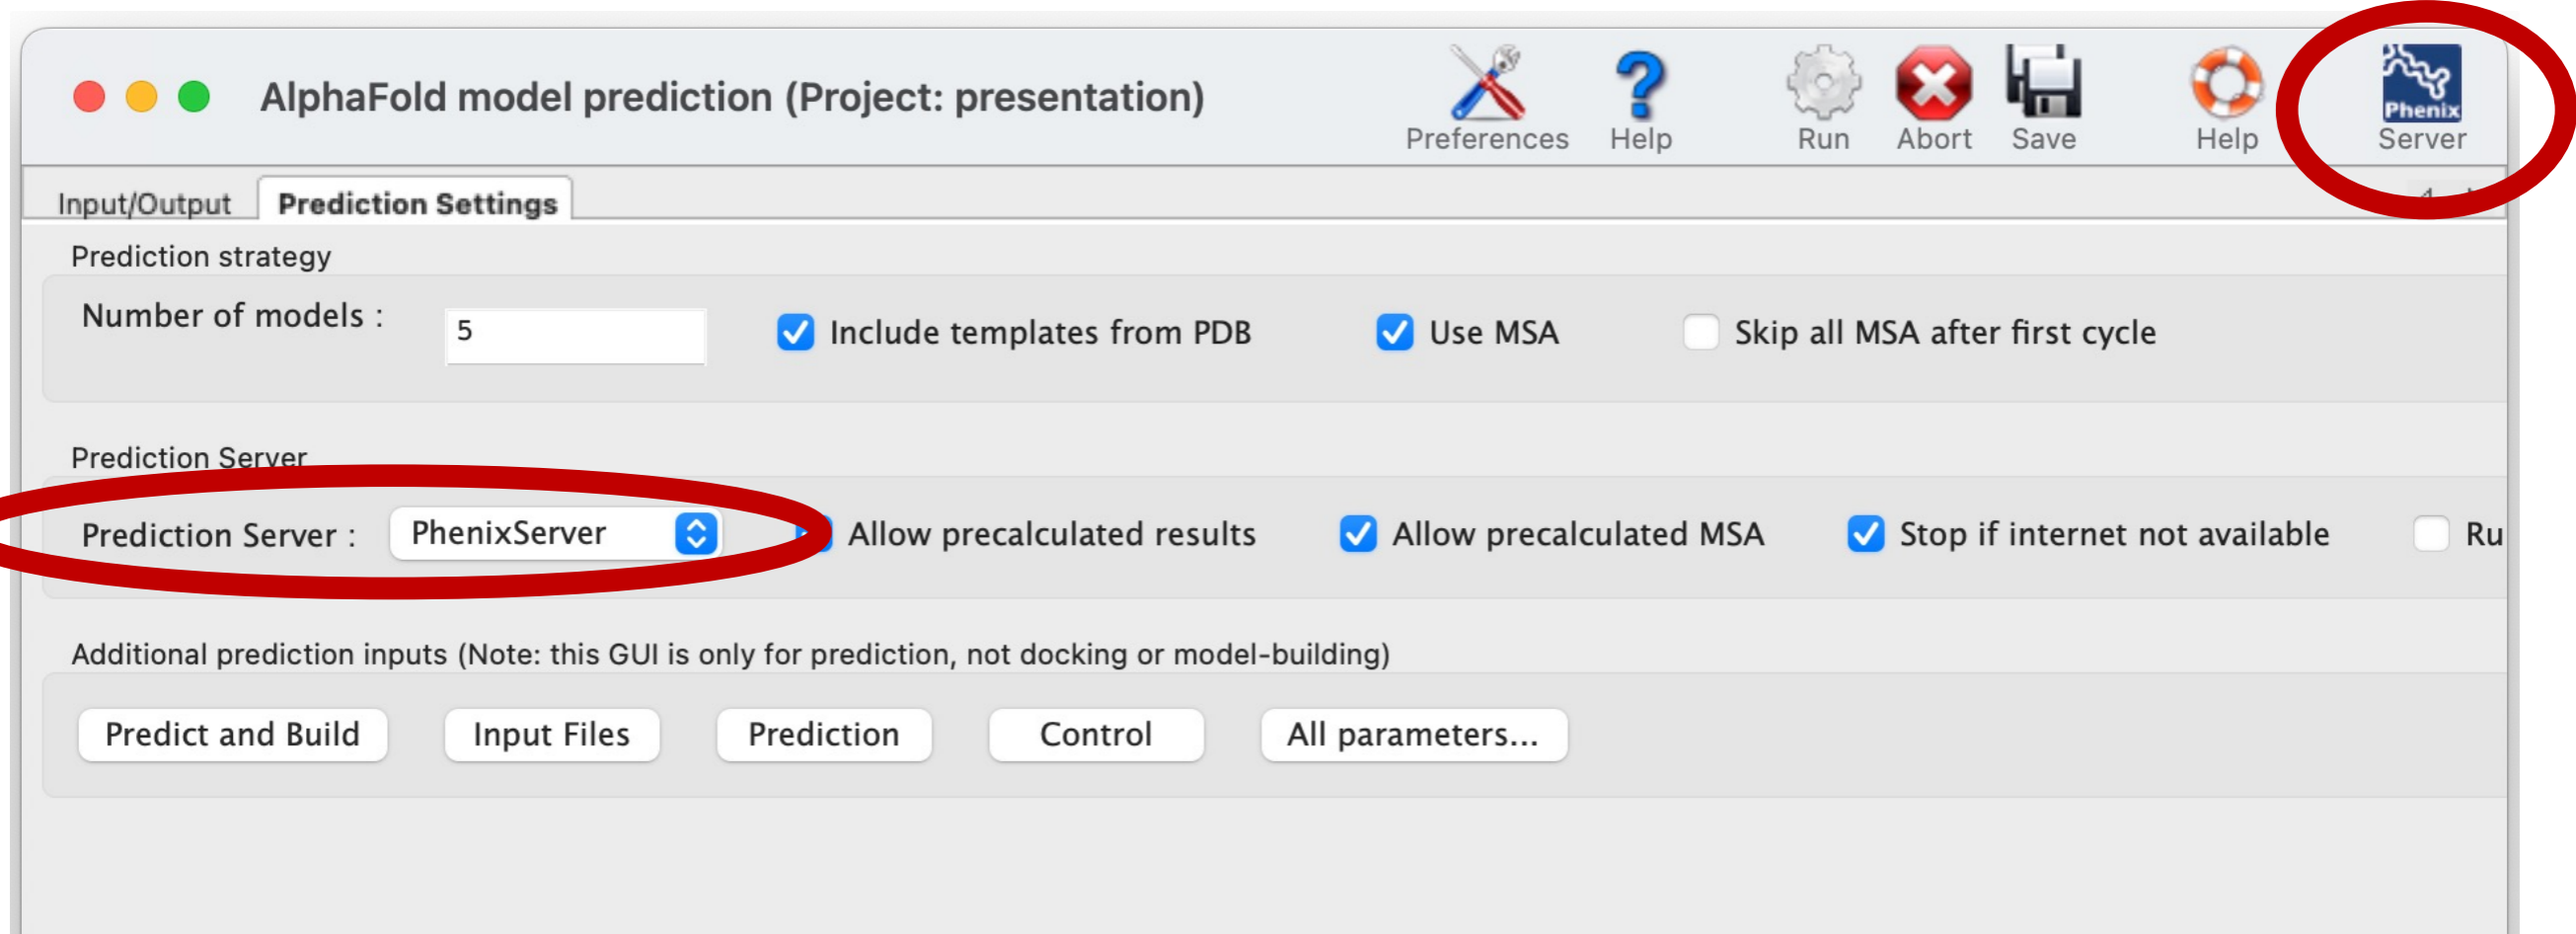 AlphaFold model prediction (Project: presentation)
Preferences Help Run Abort Save Help Phenix Server
Input/Output Prediction Settings
Prediction strategy
Number of models : 5 Include templates from PDB Use MSA Skip all MSA after first cycle
Prediction Server
Prediction Server : PhenixServer Allow precalculated results Allow precalculated MSA Stop if internet not available Ru
Additional prediction inputs (Note: this GUI is only for prediction, not docking or model-building)
Predict and Build Input Files Prediction Control All parameters...